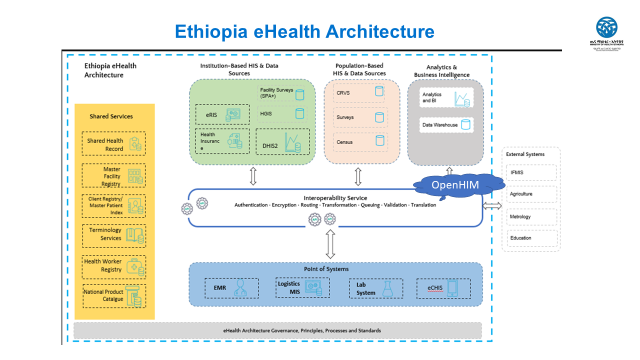 Ethiopia eHealth Architecture
Ethiopia eHealth
Architecture
Institution-Based HIS & Data
Sources
Population-Based
HIS & Data Sources
Analytics &
Business Intelligence
Facility Surveys
(SPA+)
eRIS
HGIS
Health
Insuranc
e
DHIS2
CRVS
Surveys
Census
Analytics
and BI
Data Warehouse
Shared Services
Shared Health
Record
Master
Facility
Registry
Client Registry/
Master Patient
Index
Terminology
Services
Health Worker
Registry
National Product
Catalgue
OpenHIM
Interoperability Service
Authentication - Encryption - Routing - Transformation - Queuing - Validation - Translation
External Systems
IFMIS
Agriculture
Metrology
Education
Point of Systems
EMR
Logistics
MIS
Lab
System
eCHIS
eHealth Architecture Governance, Principles, Processes and Standards